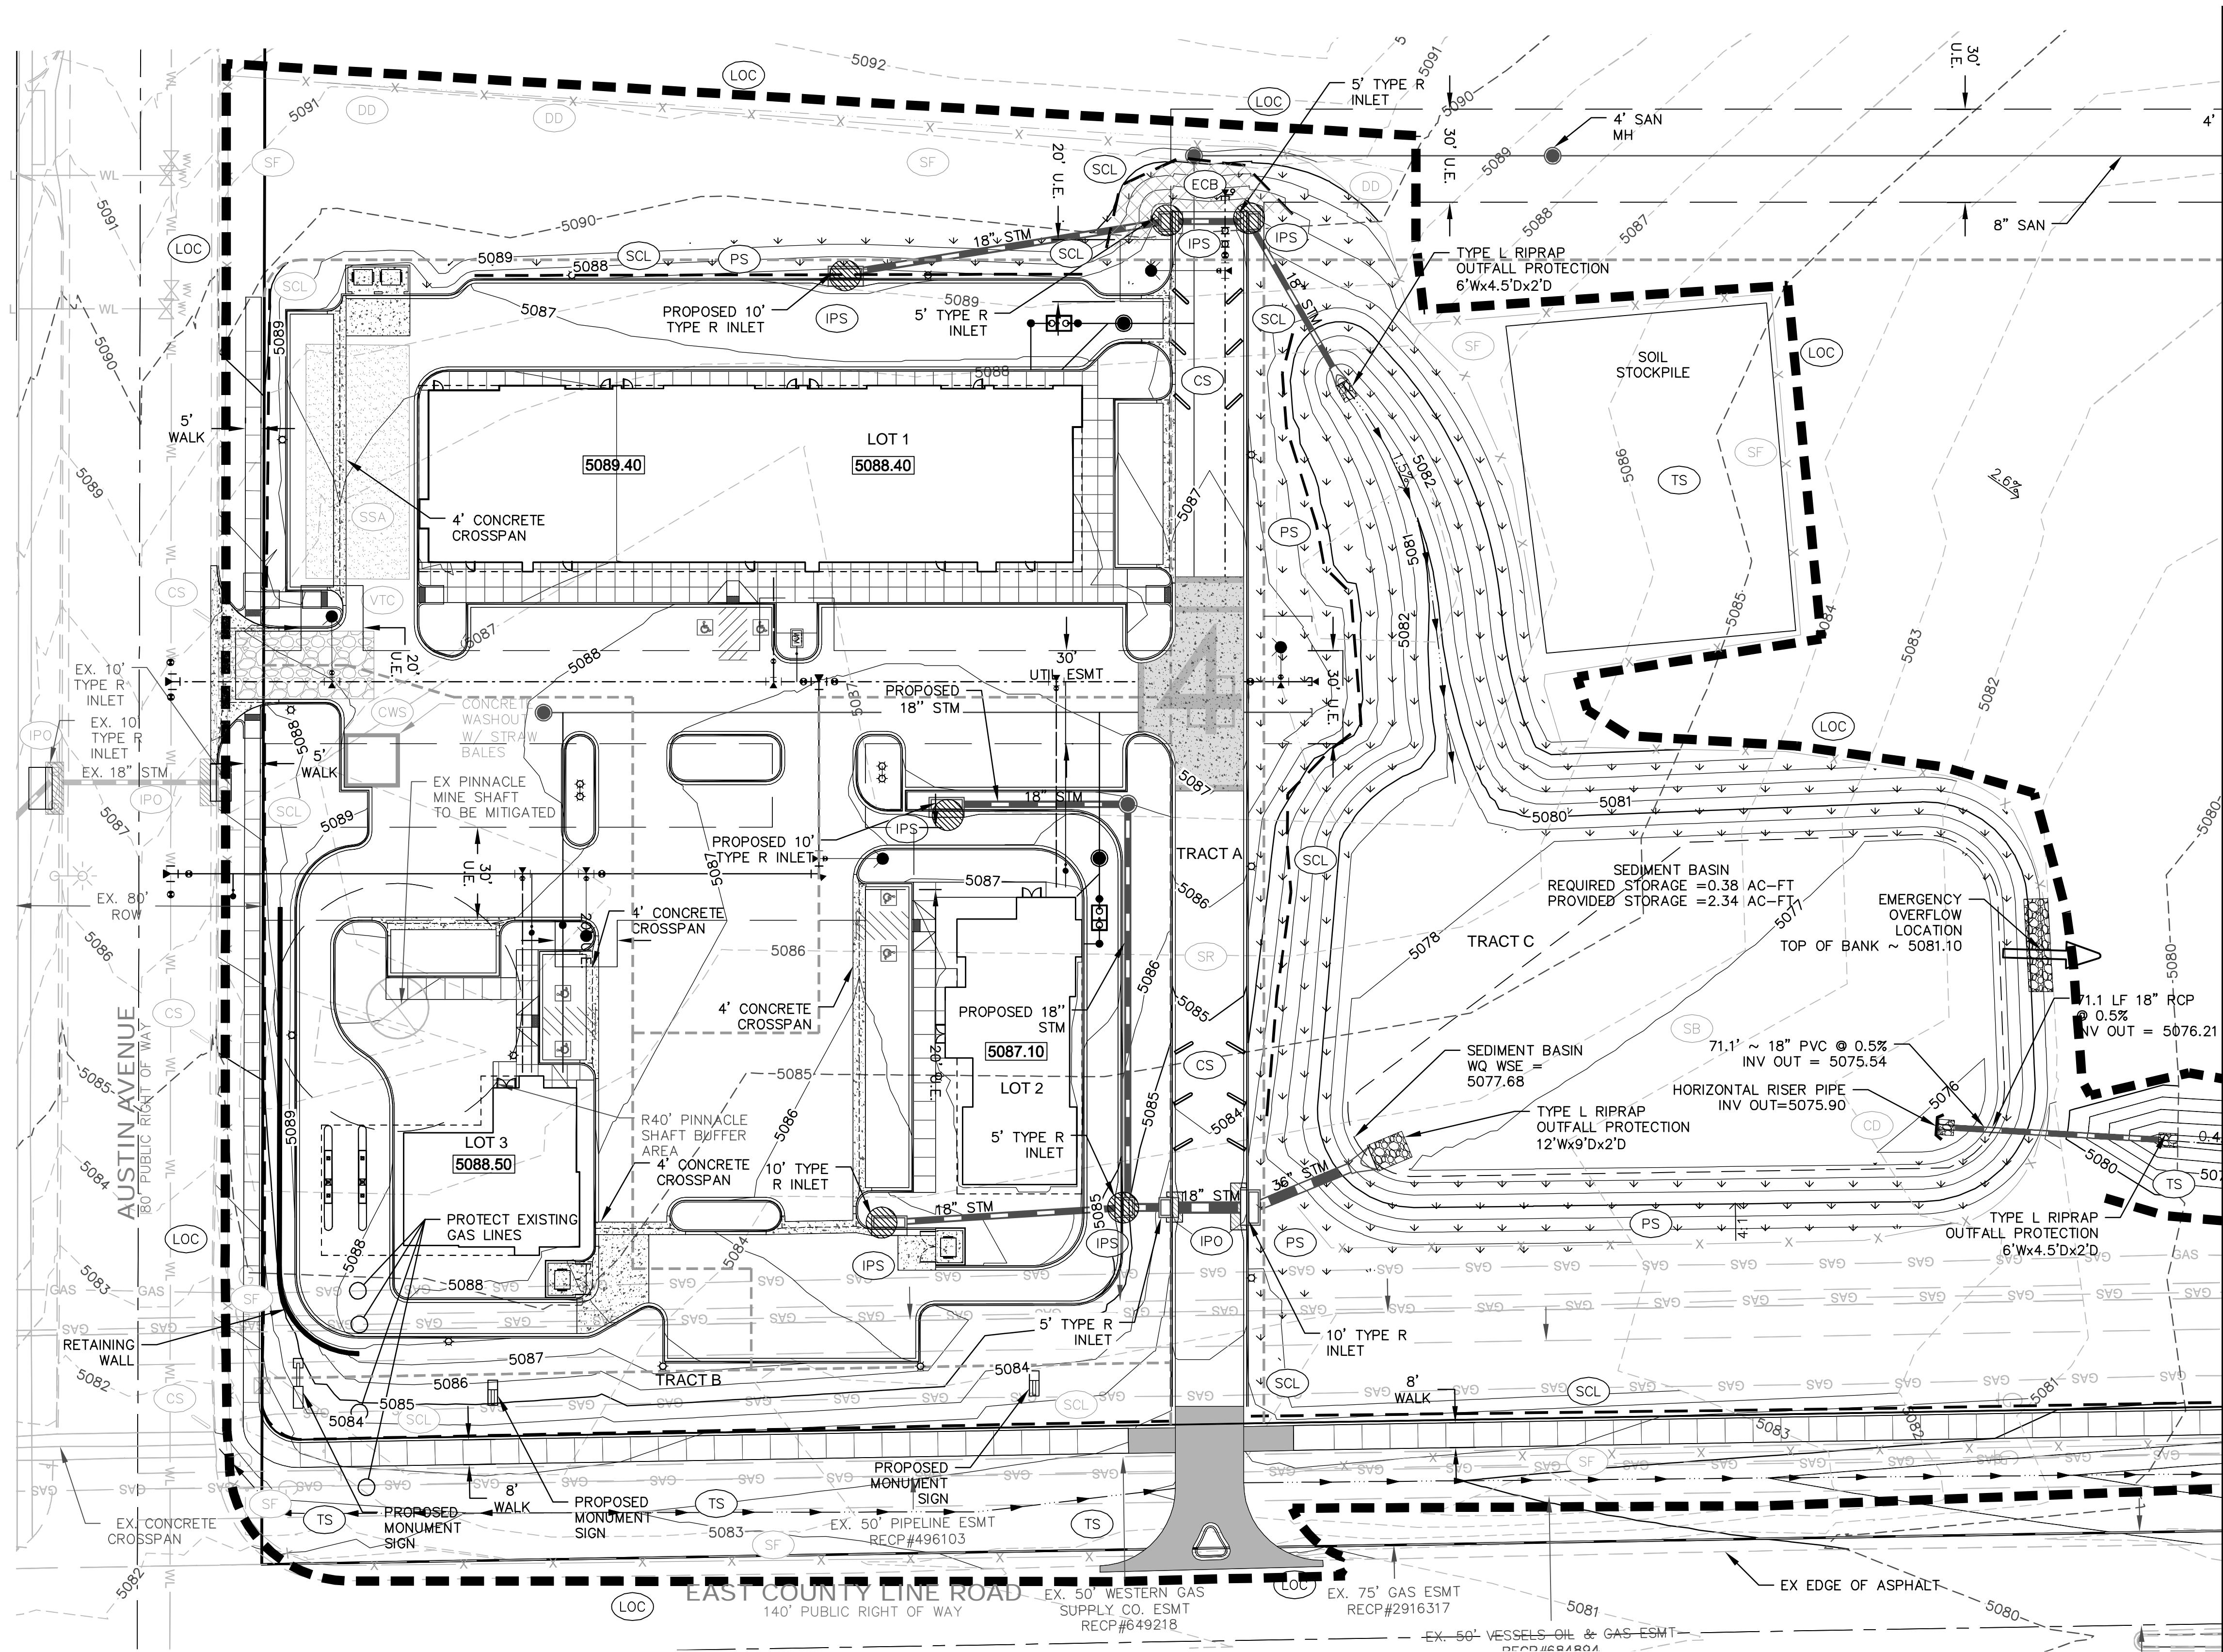 5092
5
5091
LOC
5091
DD
DD
LOC
5' TYPE R
INLET
5090
30' U.E.
4' SAN
MH
30'
U.E.
4'
WL
SF
SF
20' U.E.
SCL
ECB
DD
5089
5091
LOC
5090
18" STM
IPS
IPS
5088
5087
8" SAN
5089
5088
SCL
PS
SCL
TYPE L RIPRAP
OUTFALL PROTECTION
6'Wx4.5'Dx2'D
SCL
5087
PROPOSED 10'
TYPE R INLET
IPS
5089
5' TYPE R
INLET
18" STM
SCL
WL
5090
5089
5088
SF
SOIL
STOCKPILE
LOC
CS
5'
WALK
LOT 1
5089.40
5088.40
1.5%
5082
5086
SF
TS
2.6%
5089
5087
SSA
4' CONCRETE
CROSSPAN
PS
5081
CS
VTC
5085
5084
5082
5083
5087
5088
20'
U.E.
30'
UTIL ESMT
30' U.E.
4
5082
EX. 10'
TYPE R
INLET
PROPOSED
18'' STM
5087
CWS
CONCRETE
WASHOUT
W/ STRAW
BALES
IPO
EX. 10'
TYPE R
INLET
5088
5'
WALK
LOC
EX. 18" STM
IPO
EX PINNACLE
MINE SHAFT
TO BE MITIGATED
5087
SCL
5089
18" STM
5081
5080
5080
5087
IPS
PROPOSED 10'
TYPE R INLET
TRACT A
SCL
30'
U.E.
5087
5087
5086
SEDIMENT BASIN
REQUIRED STORAGE =0.38 AC-FT
PROVIDED STORAGE =2.34 AC-FT
5077
EX. 80'
ROW
20' U.E.
4' CONCRETE
CROSSPAN
EMERGENCY
OVERFLOW
LOCATION
TOP OF BANK ~ 5081.10
5086
5086
SR
5078
TRACT C
5080
5086
5085
4' CONCRETE
CROSSPAN
PROPOSED 18''
STM
71.1 LF 18" RCP
@ 0.5%
INV OUT = 5076.21
CS
SB
AUSTIN AVENUE
80' PUBLIC RIGHT OF WAY
5085
5085
5087.10
LOT 2
20' U.E.
CS
SEDIMENT BASIN
WQ WSE =
5077.68
71.1' ~ 18" PVC @ 0.5%
INV OUT = 5075.54
HORIZONTAL RISER PIPE
INV OUT=5075.90
5076
CD
5089
LOT 3
5088.50
R40' PINNACLE
SHAFT BUFFER
AREA
5086
5085
5084
TYPE L RIPRAP
OUTFALL PROTECTION
12'Wx9'Dx2'D
5' TYPE R
INLET
0.4
5080
5084
4' CONCRETE
CROSSPAN
10' TYPE
R INLET
36" STM
TS
PROTECT EXISTING
GAS LINES
18" STM
5085
18" STM
PS
4:1
TYPE L RIPRAP
OUTFALL PROTECTION
6'Wx4.5'Dx2'D
LOC
5088
5084
IPS
IPS
IPO
PS
5083
5088
GAS
GAS
GAS
SF
RETAINING
WALL
5' TYPE R
INLET
10' TYPE R
INLET
5082
5087
5086
5085
5084
TRACT B
5084
SCL
SCL
SCL
8'
WALK
SCL
5081
CS
5083
5082
8'
WALK
PROPOSED
MONUMENT
SIGN
SF
SF
TS
PROPOSED
MONUMENT
SIGN
PROPOSED
MONUMENT
SIGN
TS
TS
EX. CONCRETE
CROSSPAN
5083
SF
EX. 50' PIPELINE ESMT
RECP#496103
5082
EAST COUNTY LINE ROAD
140' PUBLIC RIGHT OF WAY
LOC
LOC
EX. 50' WESTERN GAS
SUPPLY CO. ESMT
RECP#649218
EX. 75' GAS ESMT
RECP#2916317
EX EDGE OF ASPHALT
5081
5080
EX. 50' VESSELS OIL & GAS ESMT
RECP#684894